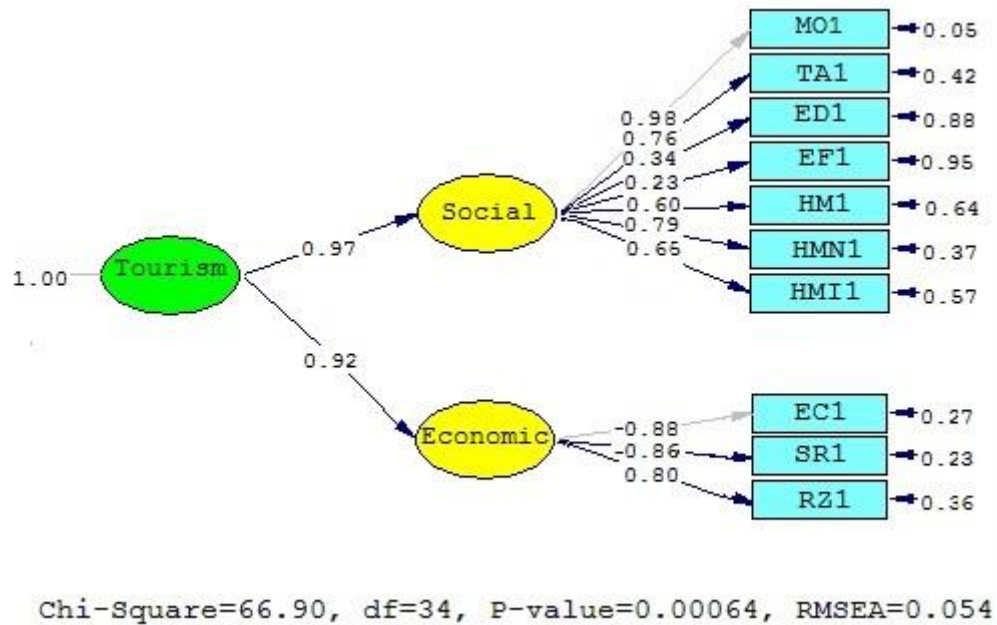 MO1 0.05
TA1 0.42
0.98 ED1 0.88
0.76
0.34 EF1 0.95
0.23
Social 0.60 HM1 0.64
0.79
0.97 0.65 HMN1 0.37
1.00 Tourism HMI1 0.57
0.92
-0.88 EC1 0.27
Economic -0.86 SR1 0.23
0.80 RZ1 0.36
Chi-Square=66.90, df=34, P-value=0.00064, RMSEA=0.054